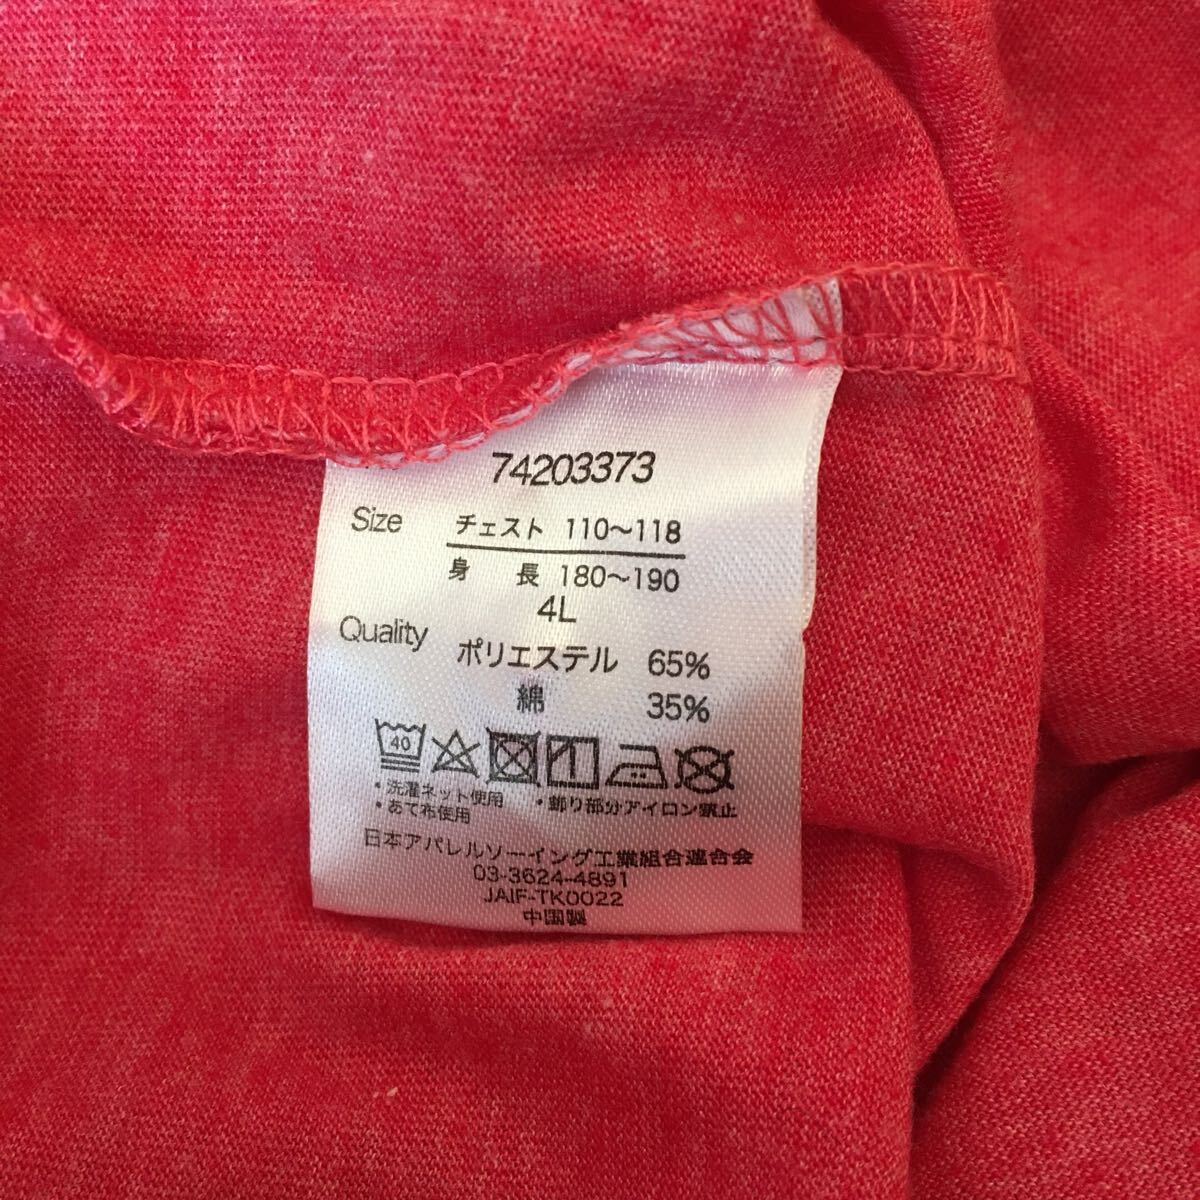 74203373
Size チェスト 110～118
身 長 180～190
4L
Quality ポリエステル 65%
綿 35%
40
・洗濯ネット使用 ・飾り部分アイロン禁止
・あて布使用
日本アパレルソーイング工業組合連合会
03-3624-4891
JAIF-TK0022
中国製